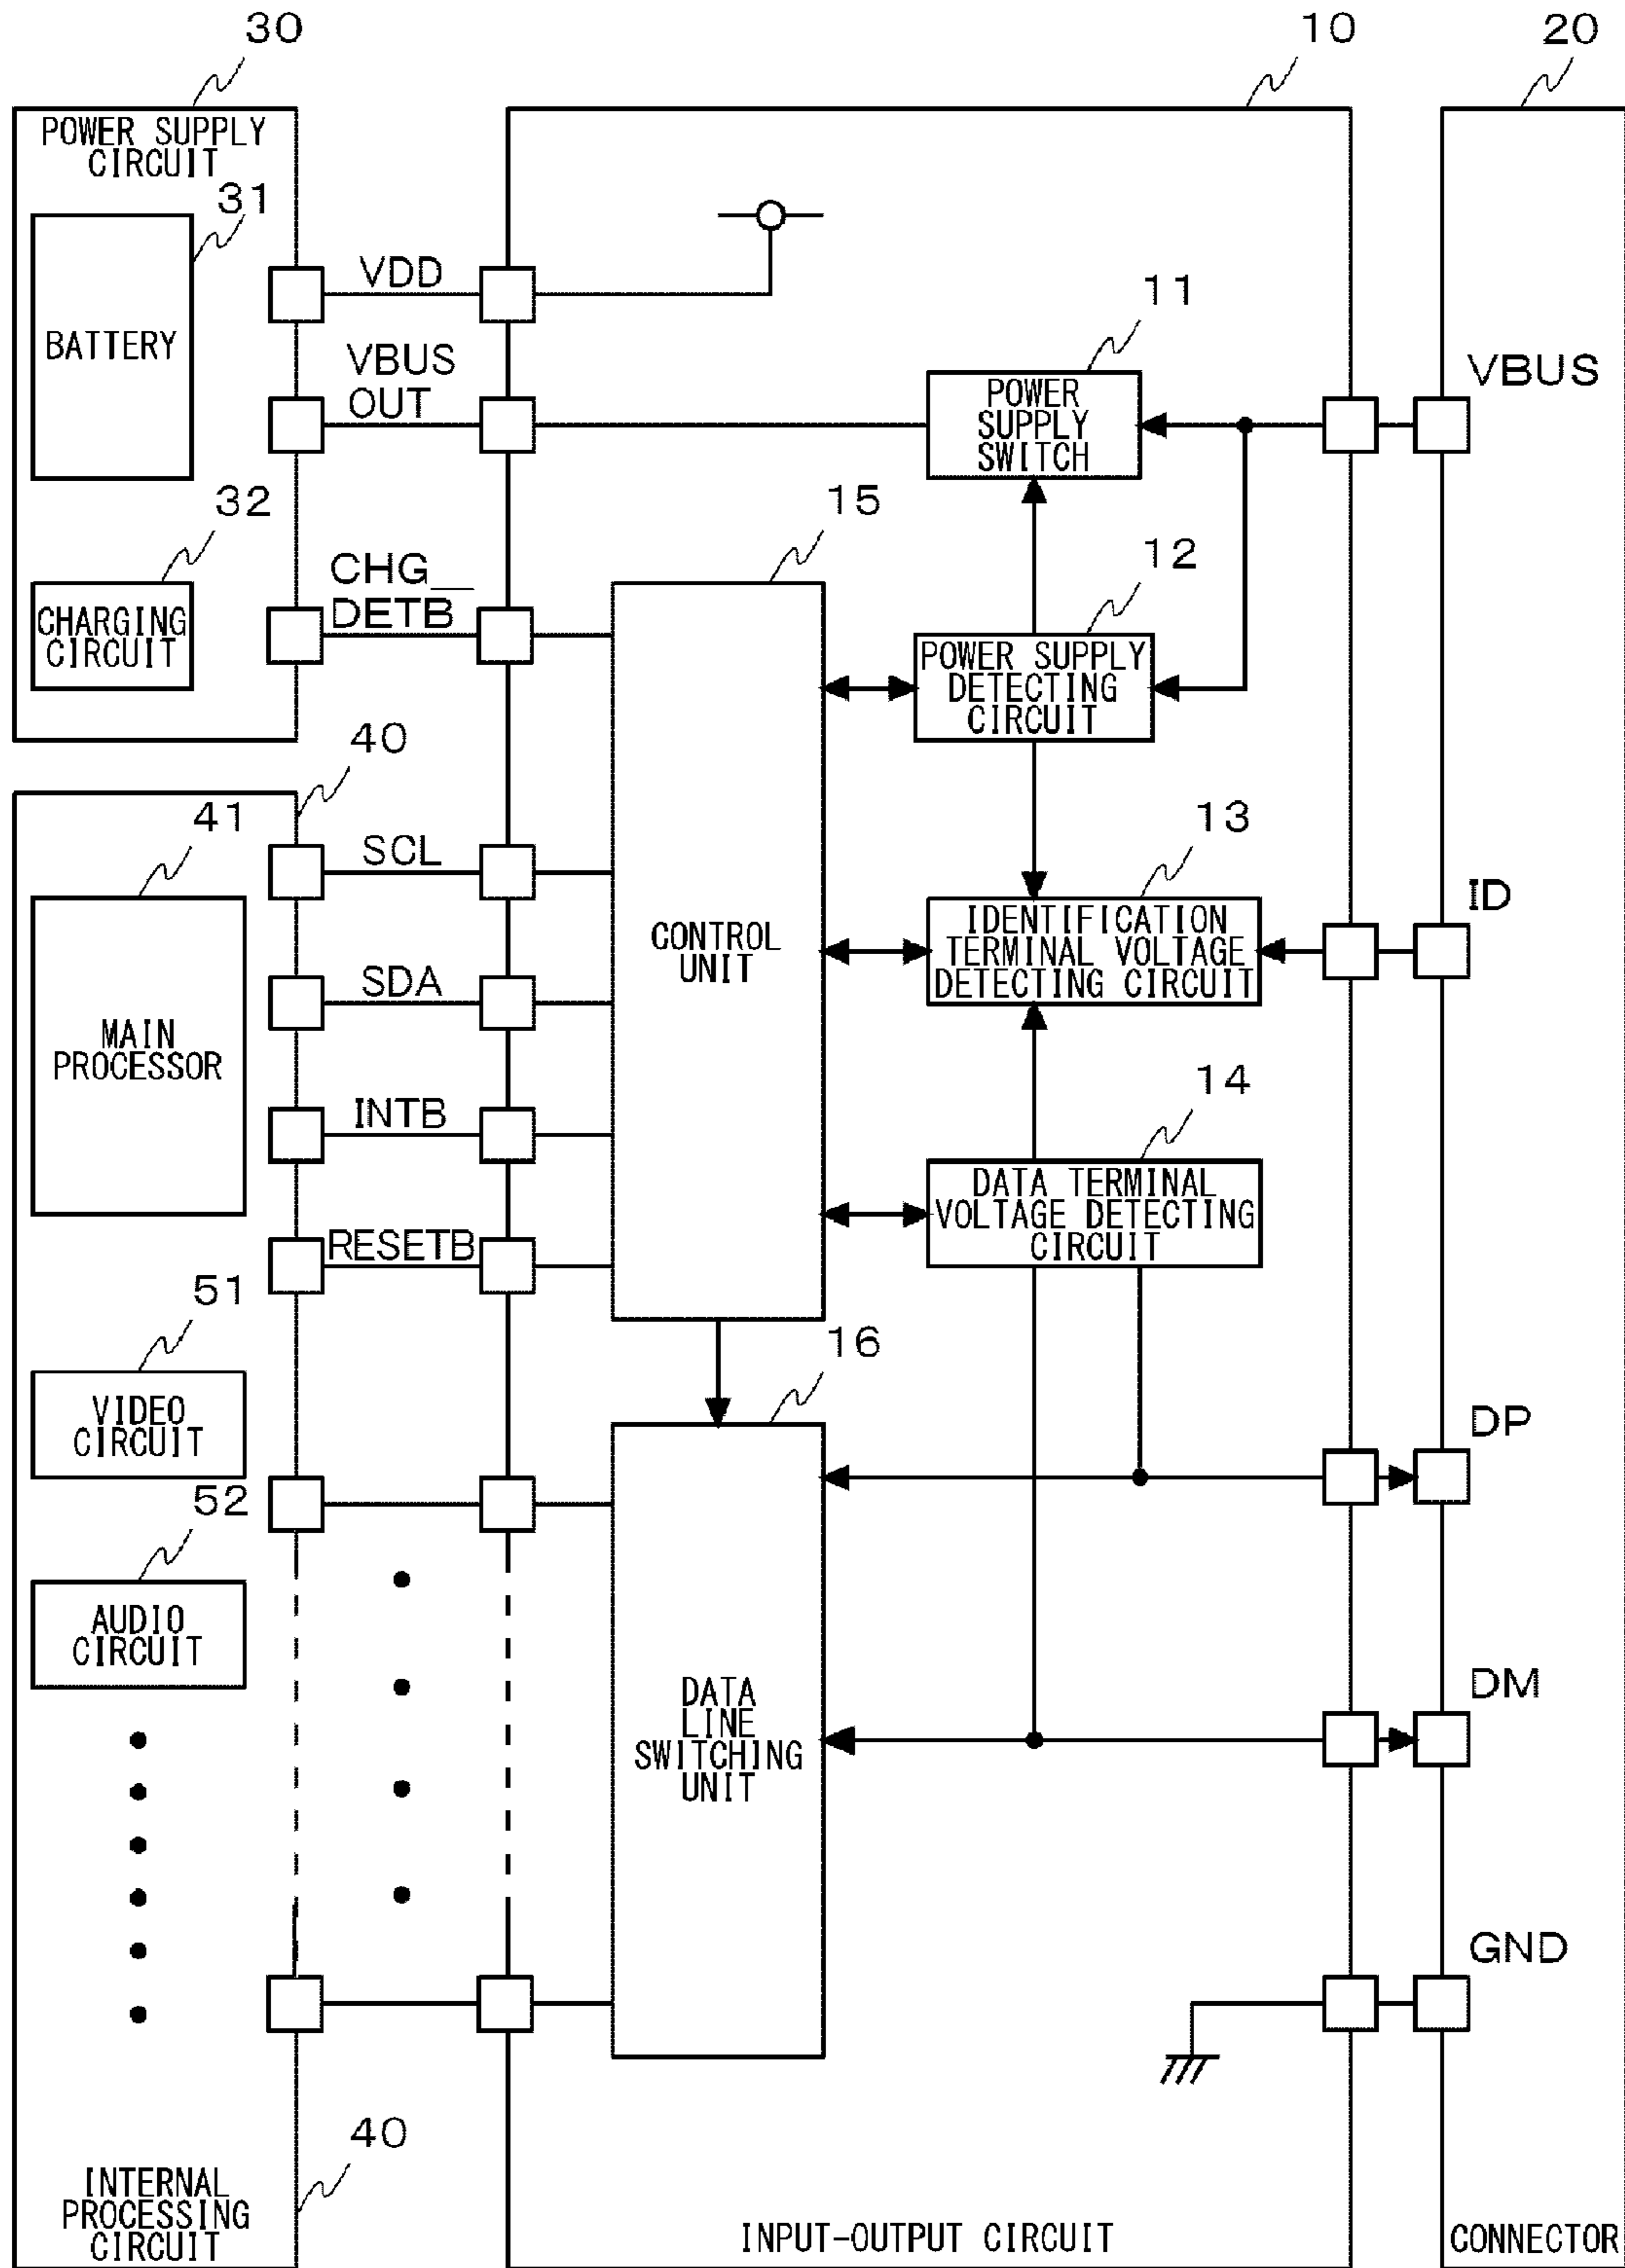 30
10
20
POWER SUPPLY
CIRCUIT
31
BATTERY
VDD
VBUS
OUT
11
POWER
SUPPLY
SWITCH
VBUS
32
CHARGING
CIRCUIT
CHG_
DETB
15
12
POWER SUPPLY
DETECTING
CIRCUIT
40
41
MAIN
PROCESSOR
SCL
SDA
INTB
RESETB
CONTROL
UNIT
13
IDENTIFICATION
TERMINAL VOLTAGE
DETECTING CIRCUIT
ID
14
DATA TERMINAL
VOLTAGE DETECTING
CIRCUIT
51
VIDEO
CIRCUIT
16
DP
52
AUDIO
CIRCUIT
DATA
LINE
SWITCHING
UNIT
DM
GND
40
INTERNAL
PROCESSING
CIRCUIT
INPUT-OUTPUT CIRCUIT
CONNECTOR